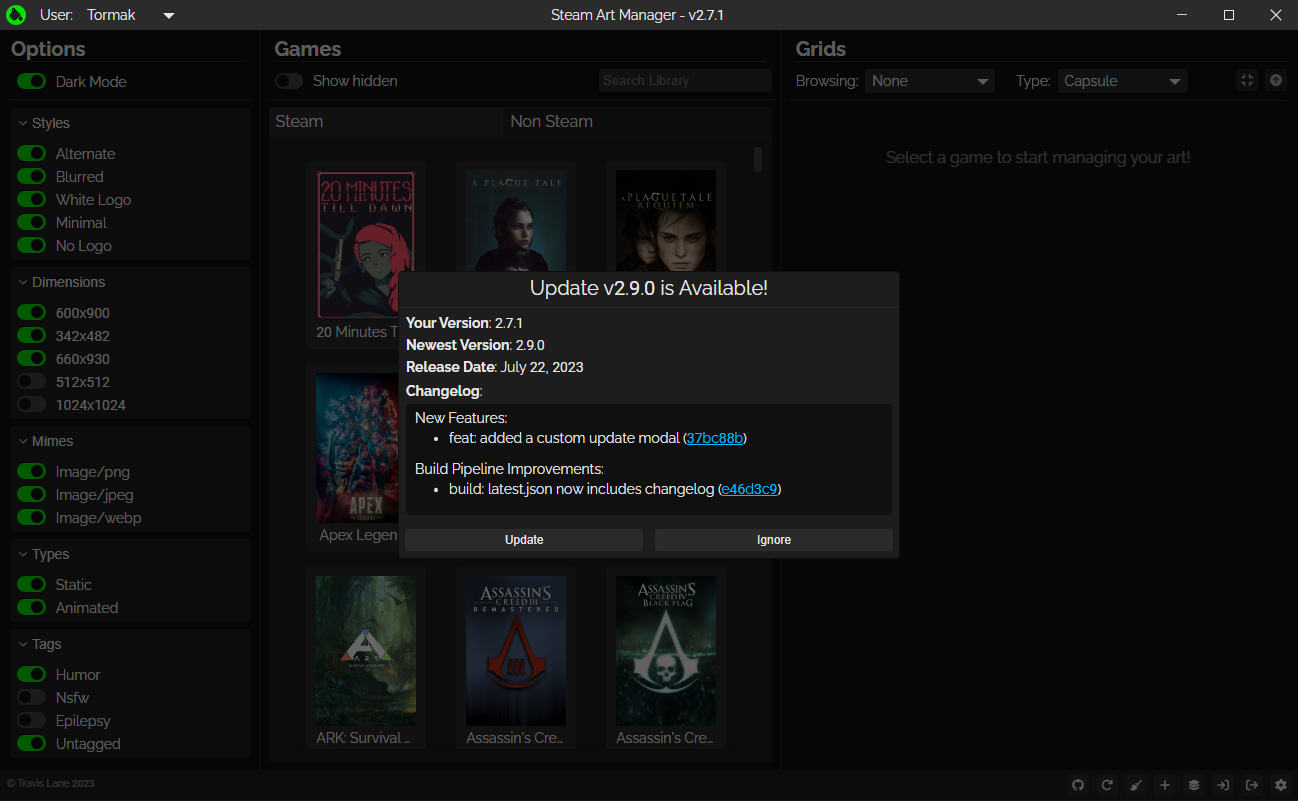 User: Tormak
Steam Art Manager - v2.7.1
Options
Dark Mode
Styles
Alternate
Blurred
White Logo
Minimal
No Logo
Dimensions
600x900
342x482
660x930
512x512
1024x1024
Mimes
Image/png
Image/jpeg
Image/webp
Types
Static
Animated
Tags
Humor
Nsfw
Epilepsy
Untagged
Games
Show hidden
Search Library
Steam
Non Steam
20 MINUTES
TILL DAWN
20 Minutes T
A PLAGUE TALE
A PLAGUE TALE
REQUIEM
APEX
Apex Legen
ARK
ARK: Survival ...
ASSASSIN'S
CREED III
REMASTERED
Assassin's Cre...
ASSASSIN'S
CREED IV
BLACK FLAG
Assassin's Cre...
Grids
Browsing: None
Type: Capsule
Select a game to start managing your art!
Update v2.9.0 is Available!
Your Version: 2.7.1
Newest Version: 2.9.0
Release Date: July 22, 2023
Changelog:
New Features:
• feat: added a custom update modal (37bc88b)
Build Pipeline Improvements:
• build: latest.json now includes changelog (e46d3c9)
Update
Ignore
© Travis Lane 2023